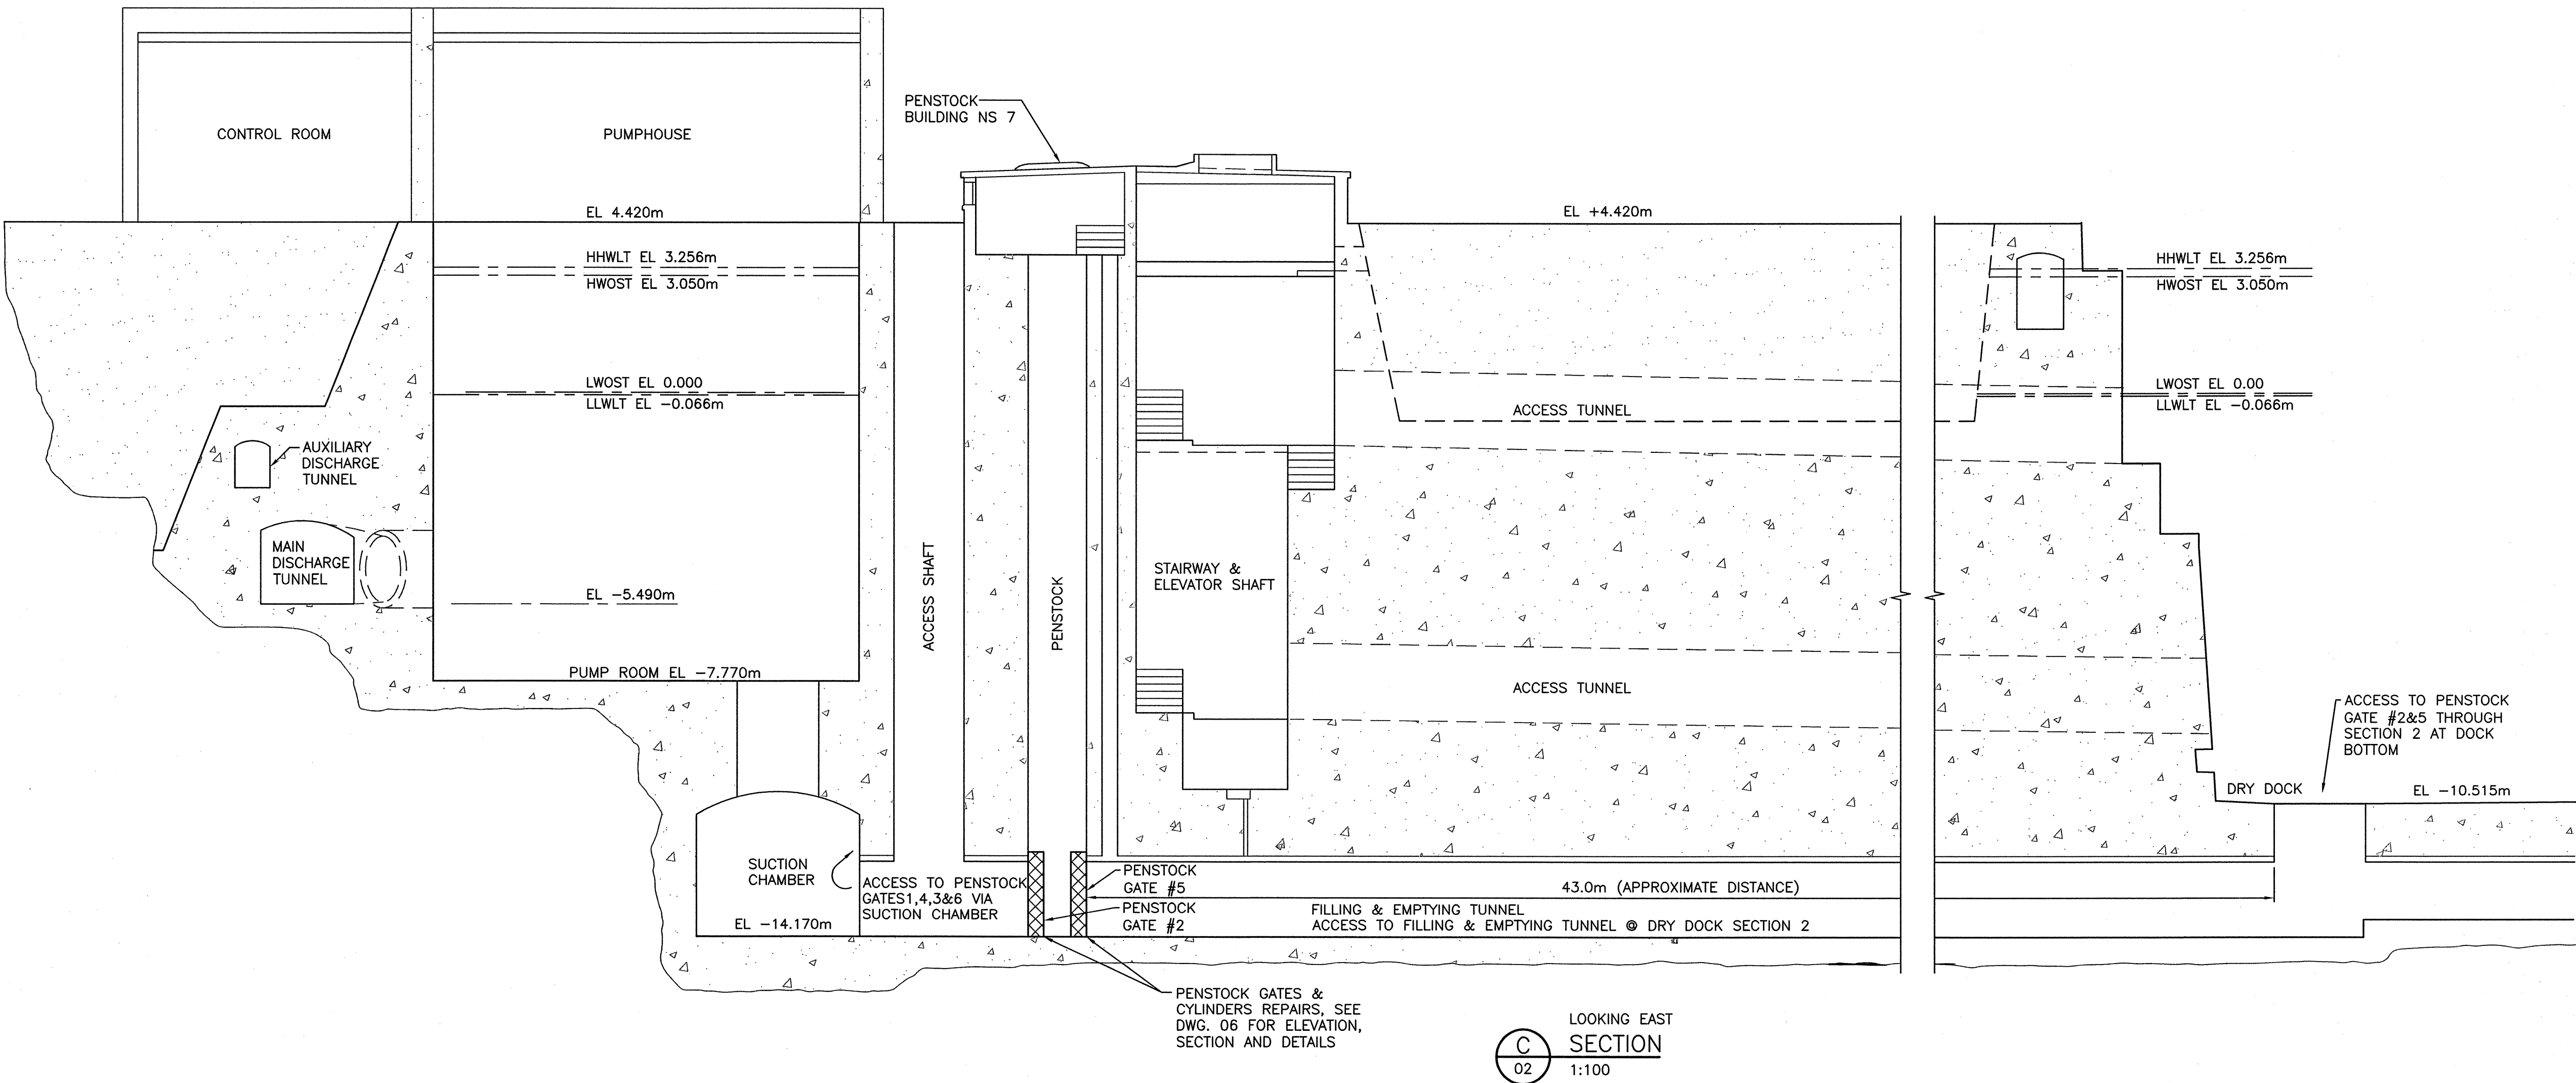 CONTROL ROOM
PUMPHOUSE
PENSTOCK
BUILDING NS 7
EL 4.420m
EL +4.420m
HHWLT EL 3.256m
HWOST EL 3.050m
HHWLT EL 3.256m
HWOST EL 3.050m
LWOST EL 0.000
LLWLT EL -0.066m
LWOST EL 0.00
LLWLT EL -0.066m
ACCESS TUNNEL
AUXILIARY
DISCHARGE
TUNNEL
MAIN
DISCHARGE
TUNNEL
EL -5.490m
ACCESS SHAFT
PENSTOCK
STAIRWAY &
ELEVATOR SHAFT
PUMP ROOM EL -7.770m
ACCESS TUNNEL
ACCESS TO PENSTOCK
GATE #2&5 THROUGH
SECTION 2 AT DOCK
BOTTOM
DRY DOCK
EL -10.515m
SUCTION
CHAMBER
ACCESS TO PENSTOCK
GATES1,4,3&6 VIA
SUCTION CHAMBER
EL -14.170m
PENSTOCK
GATE #5
PENSTOCK
GATE #2
43.0m (APPROXIMATE DISTANCE)
FILLING & EMPTYING TUNNEL
ACCESS TO FILLING & EMPTYING TUNNEL @ DRY DOCK SECTION 2
PENSTOCK GATES &
CYLINDERS REPAIRS, SEE
DWG. 06 FOR ELEVATION,
SECTION AND DETAILS
LOOKING EAST
C
SECTION
02
1:100